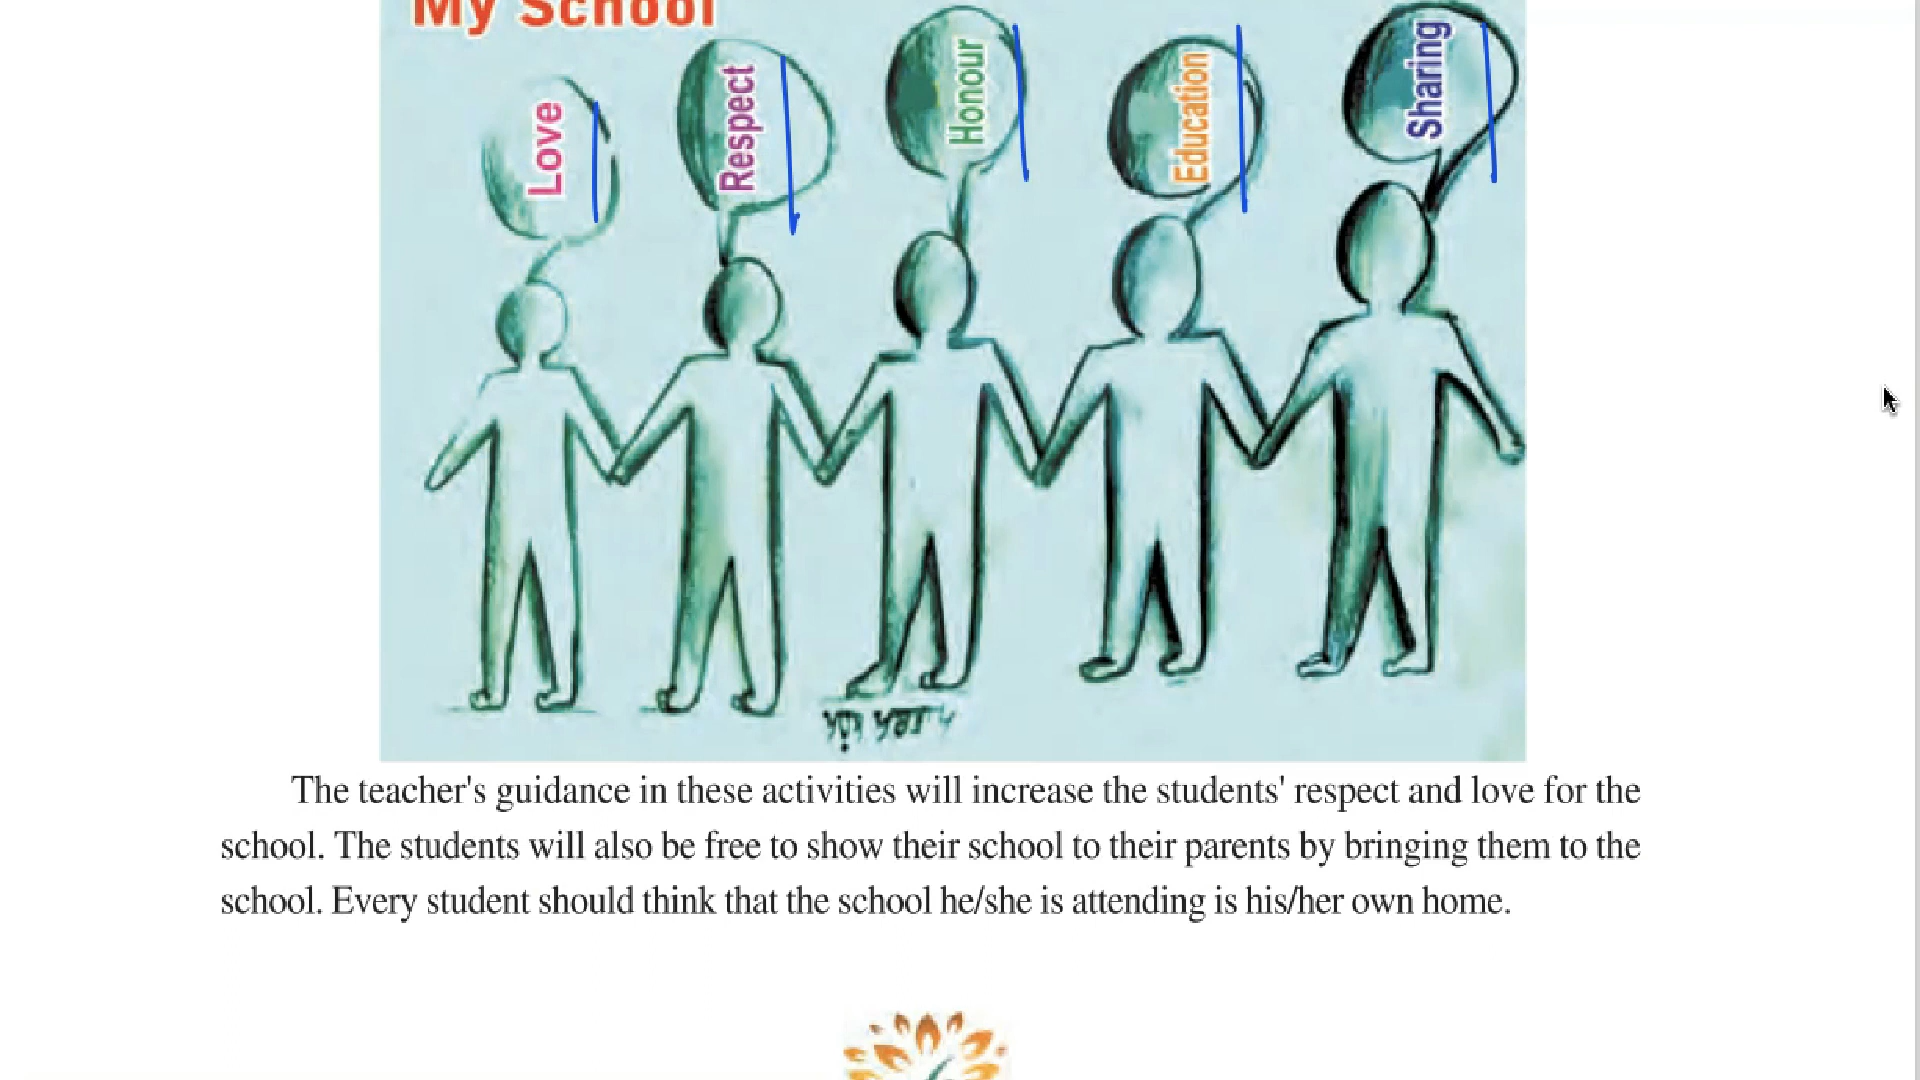 My School
Love
Respect
Honour
Education
Sharing
The teacher's guidance in these activities will increase the students' respect and love for the
school. The students will also be free to show their school to their parents by bringing them to the
school. Every student should think that the school he/she is attending is his/her own home.